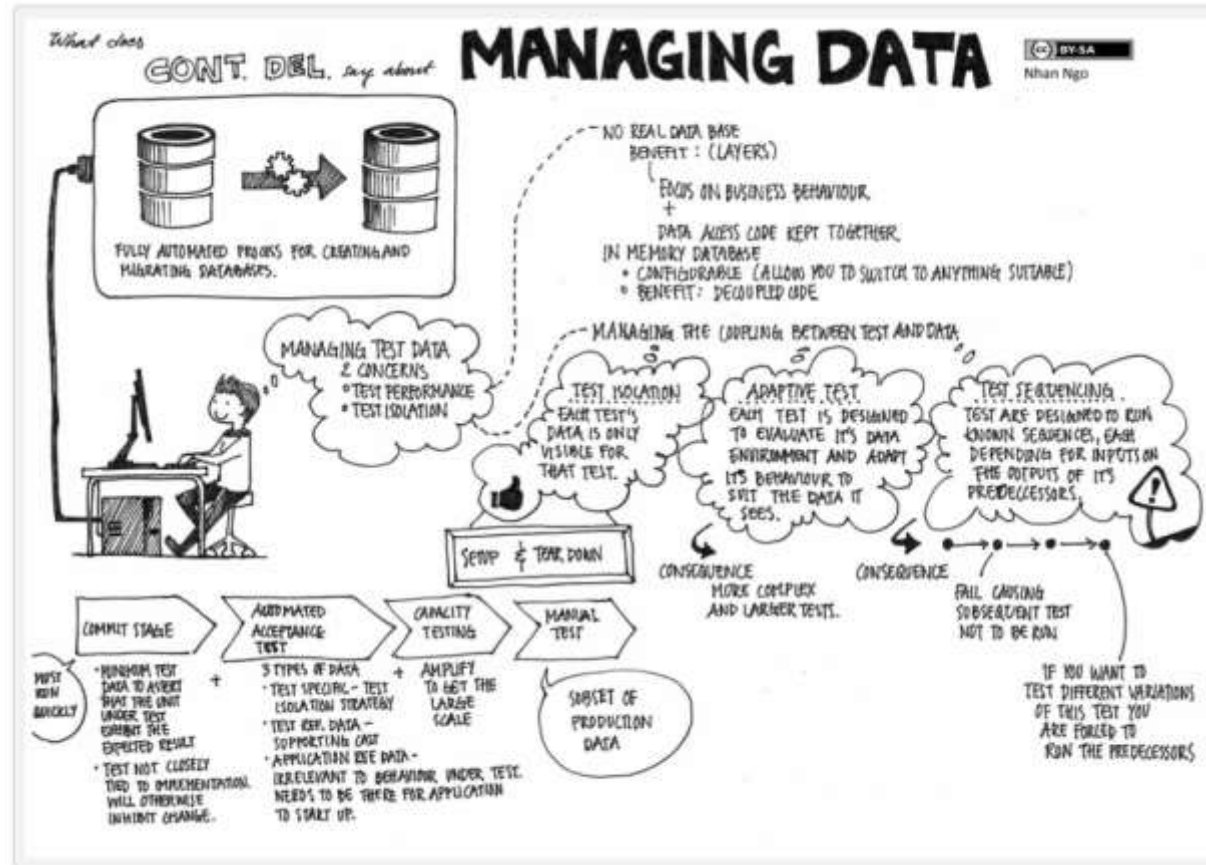 What does
CONT. DEL. say about
MANAGING DATA
cc BY-SA
Nhan Ngo
FULLY AUTOMATED PROCESS FOR CREATING AND
MIGRATING DATABASES.
NO REAL DATA BASE
BENEFIT: (LAYERS)
FOCUS ON BUSINESS BEHAVIOUR
+
DATA ACCESS CODE KEPT TOGETHER
IN MEMORY DATABASE
• CONFIGURABLE (ALLOW YOU TO SWITCH TO ANYTHING SUITABLE)
• BENEFIT: DECOUPLED CODE
MANAGING TEST DATA
2 CONCERNS
• TEST PERFORMANCE
• TEST ISOLATION
MANAGING THE COUPLING BETWEEN TEST AND DATA
TEST ISOLATION
EACH TEST'S
DATA IS ONLY
VISIBLE FOR
THAT TEST.
SETUP & TEAR DOWN
ADAPTIVE TEST
EACH TEST IS DESIGNED
TO EVALUATE IT'S DATA
ENVIRONMENT AND ADAPT
IT'S BEHAVIOUR TO
SUIT THE DATA IT
SEES.
CONSEQUENCE
MORE COMPLEX
AND LARGER TESTS.
TEST SEQUENCING
TEST ARE DESIGNED TO RUN
KNOWN SEQUENCES, EACH
DEPENDING FOR INPUTS ON
THE OUTPUTS OF IT'S
PREDECCESSORS.
!
CONSEQUENCE
FAIL CAUSING
SUBSEQUENT TEST
NOT TO BE RUN
IF YOU WANT TO
TEST DIFFERENT VARIATIONS
OF THIS TEST YOU
ARE FORCED TO
RUN THE PREDECESSORS
COMMIT STAGE
MUST
RUN
QUICKLY
• MINIMUM TEST
DATA TO ASSERT
THAT THE UNIT
UNDER TEST
EXHIBIT THE
EXPECTED RESULT
• TEST NOT CLOSELY
TIED TO IMPLEMENTATION.
WILL OTHERWISE
INHIBIT CHANGE.
+
AUTOMATED
ACCEPTANCE
TEST
3 TYPES OF DATA
• TEST SPECIFIC - TEST
ISOLATION STRATEGY
• TEST REF. DATA -
SUPPORTING CAST
• APPLICATION REF DATA -
IRRELEVANT TO BEHAVIOUR UNDER TEST.
NEEDS TO BE THERE FOR APPLICATION
TO START UP.
+
CAPACITY
TESTING
AMPLIFY
TO GET THE
LARGE
SCALE
MANUAL
TEST
SUBSET OF
PRODUCTION
DATA